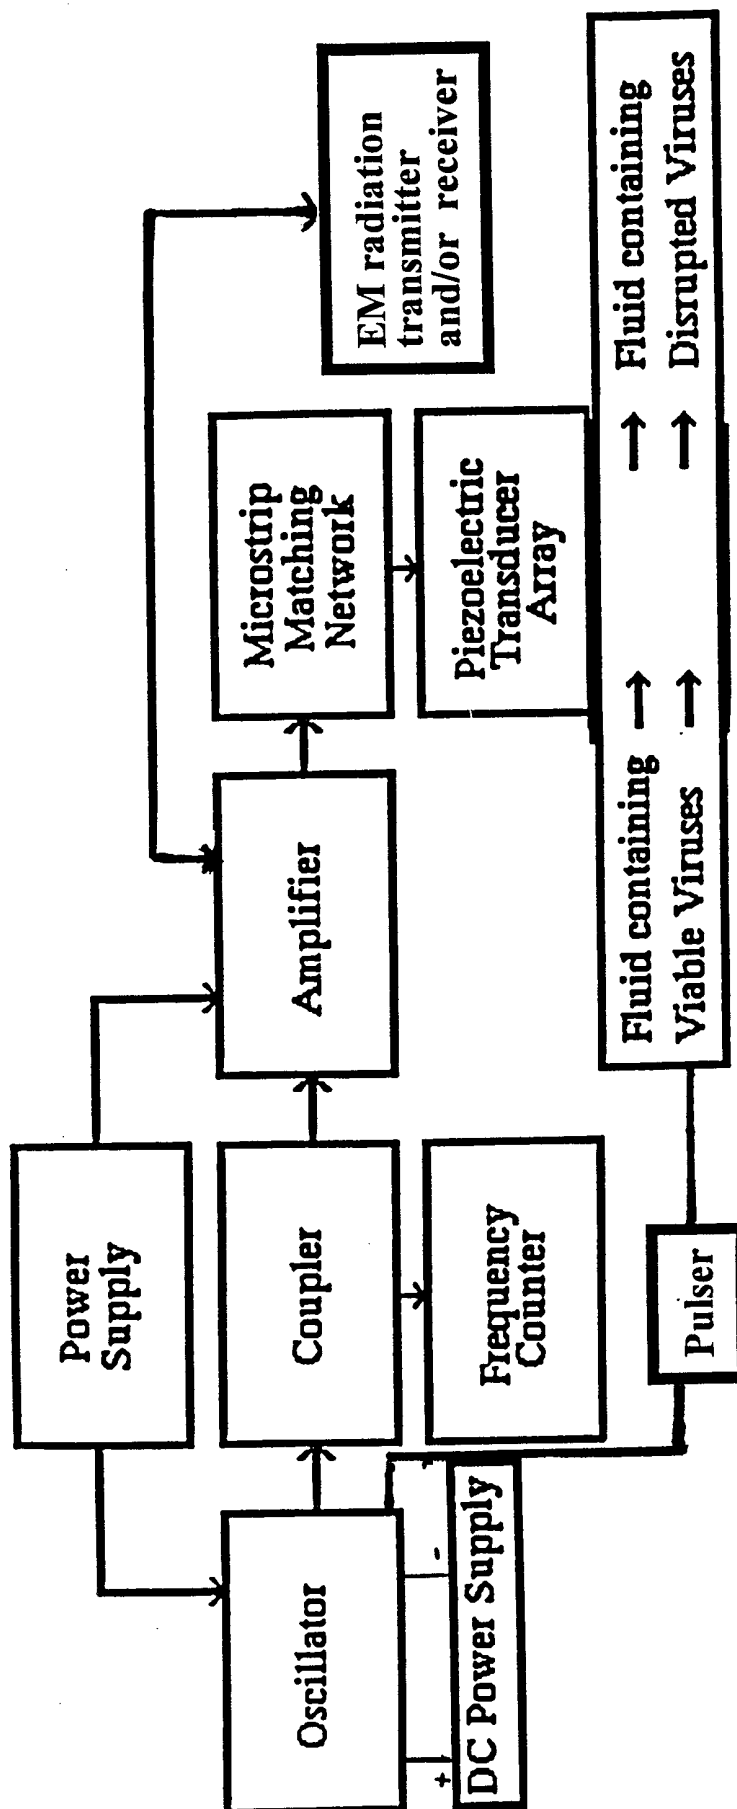 Power
Supply
Oscillator
Coupler
Amplifier
Microstrip
Matching
Network
EM radiation
transmitter
and/or receiver
+
-
DC Power Supply
Frequency
Counter
Piezoelectric
Transducer
Array
Pulser
Fluid containing
Viable Viruses
Fluid containing
Disrupted Viruses